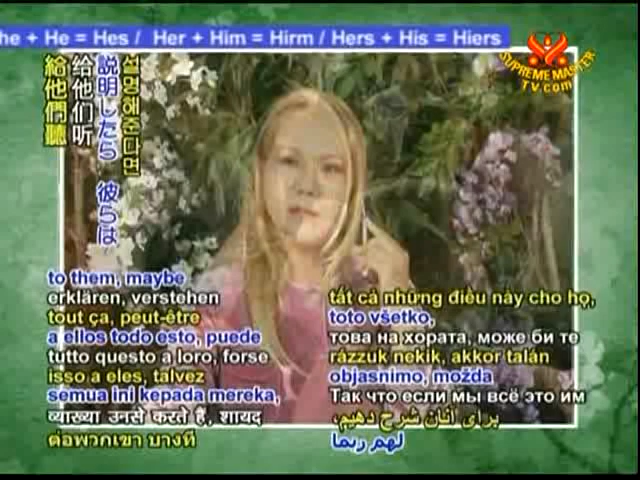 he + He = Hes / Her + Him = Hirm / Hers + His = Hiers
SUPREME MASTER
TV.com
給他們聽
给他们听
説明したら 彼らは
설명해준다면
to them, maybe
erklären, verstehen
tout ça, peut-être
a ellos todo esto, puede
tutto questo a loro, forse
isso a eles, talvez
semua ini kepada mereka,
व्याख्या उनसे करते हैं, शायद
ต่อพวกเขา บางที
tất cả những điều này cho họ,
toto všetko,
това на хората, може би те
rázzuk nekik, akkor talán
objasnimo, možda
Так что если мы всё это им
برای آنان شرح دهیم،
لهم ربما